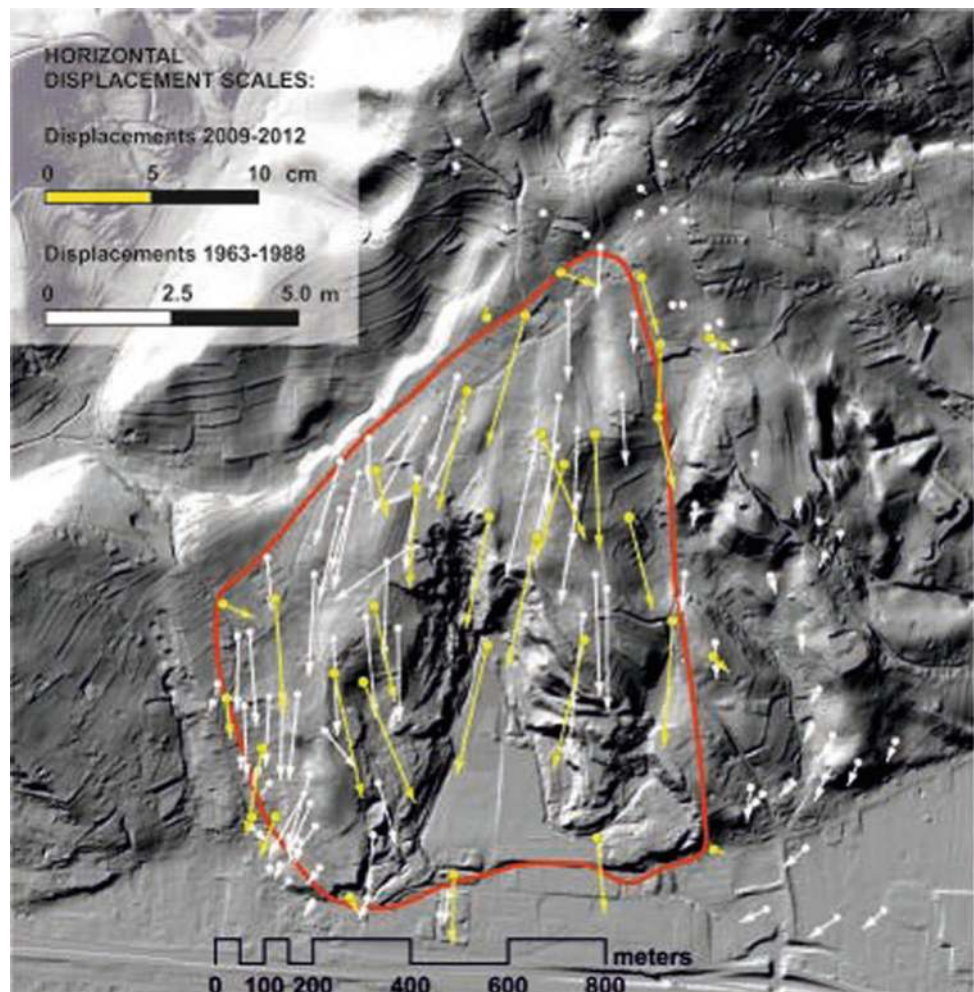 HORIZONTAL
DISPLACEMENT SCALES:
Displacements 2009-2012
0 5 10 cm
Displacements 1963-1988
0 2.5 5.0 m
meters
0 100 200 400 600 800